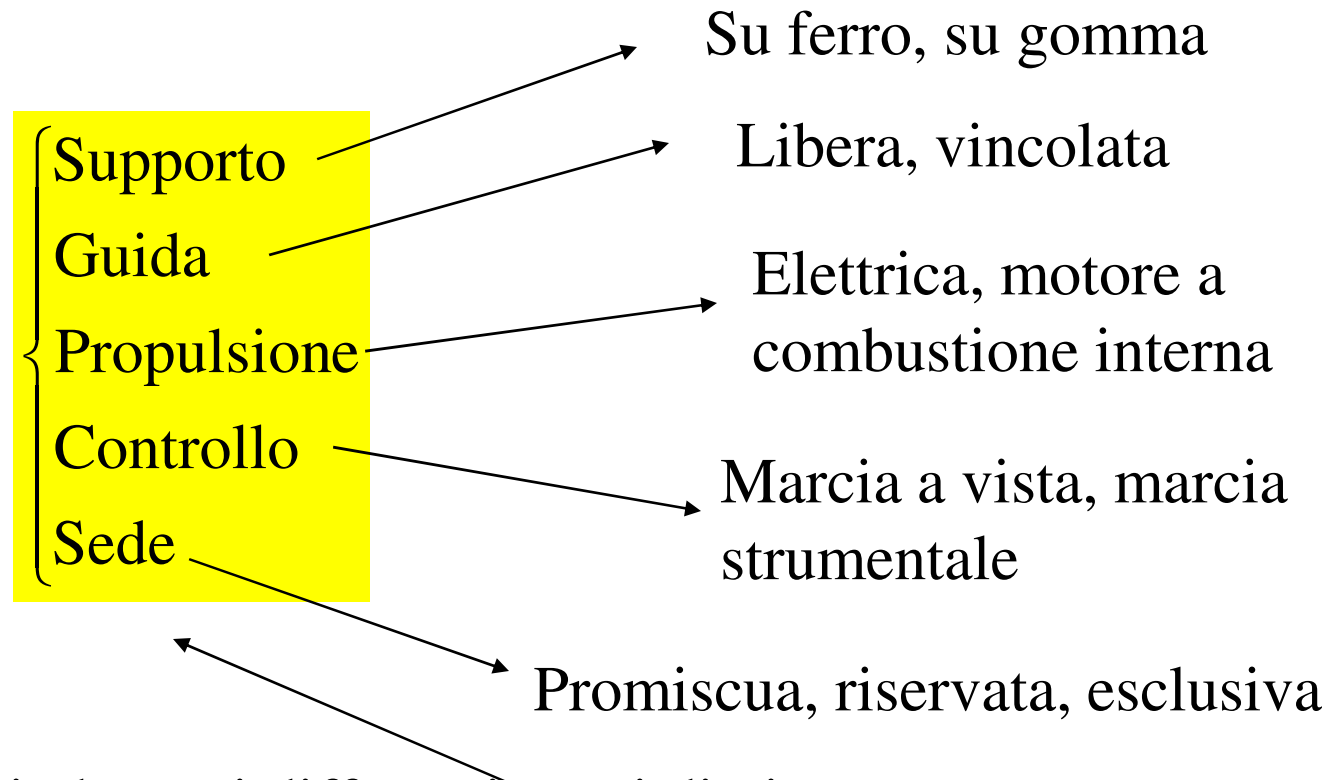 Su ferro, su gomma
Supporto
Libera, vincolata
Guida
Elettrica, motore a
combustione interna
Propulsione
Controllo
Marcia a vista, marcia
strumentale
Sede
Promiscua, riservata, esclusiva